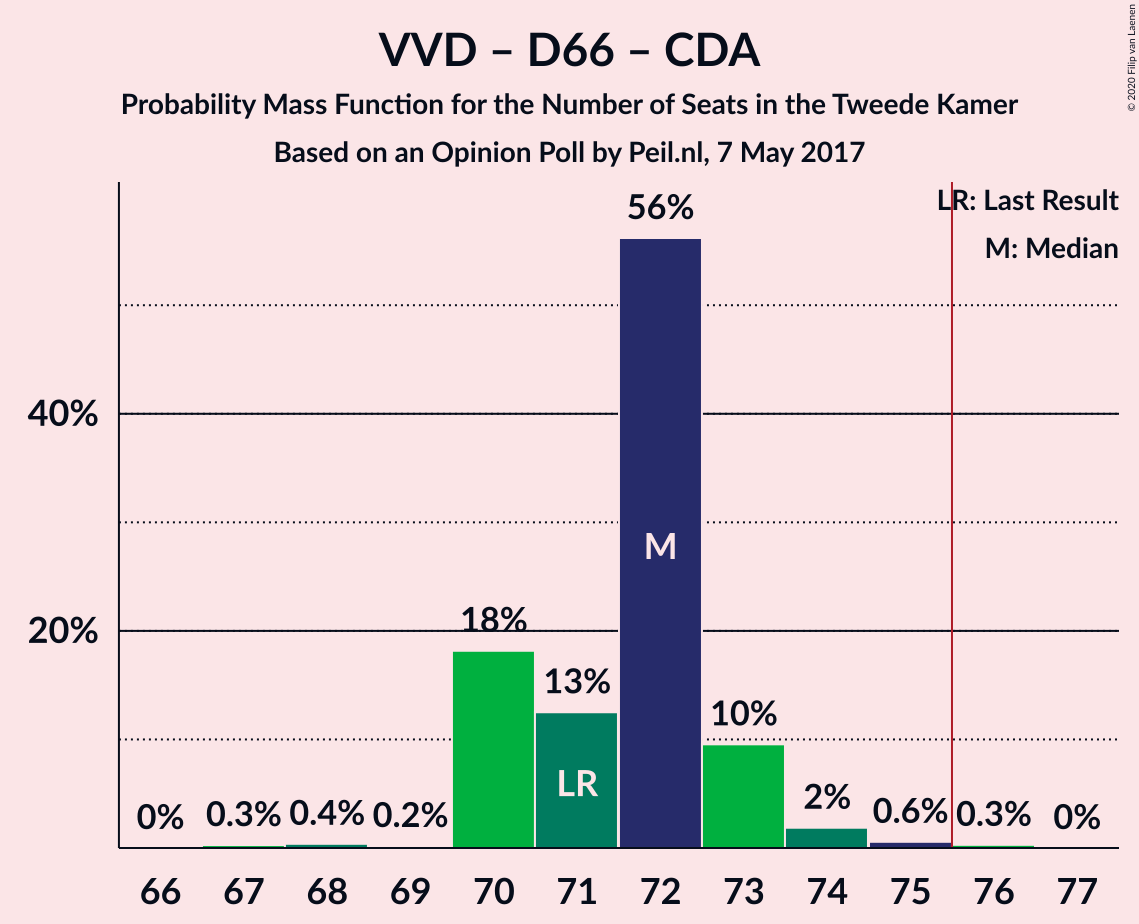 © 2020 Filip van Laenen
VVD – D66 – CDA
Probability Mass Function for the Number of Seats in the Tweede Kamer
Based on an Opinion Poll by Peil.nl, 7 May 2017
LR: Last Result
M: Median
40%
20%
0% 0.3% 0.4% 0.2% 18% 13% 56% 10% 2% 0.6% 0.3% 0%
LR M
66 67 68 69 70 71 72 73 74 75 76 77